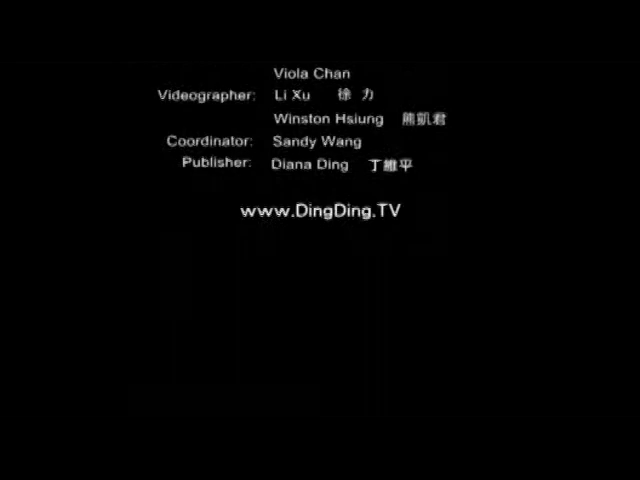 Viola Chan
Videographer: Li Xu 徐 力
Winston Hsiung 熊凱君
Coordinator: Sandy Wang
Publisher: Diana Ding 丁維平
www.DingDing.TV